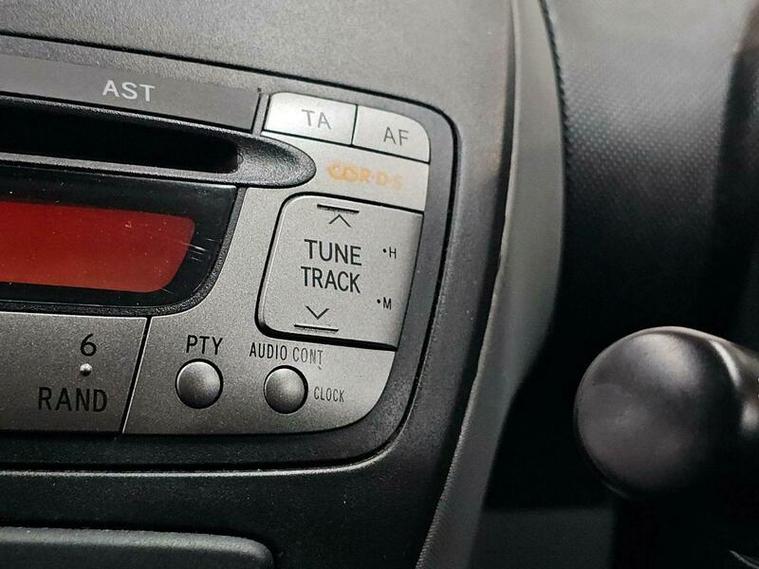 AST
TA
AF
R·D·S
TUNE
TRACK
•H
•M
6
RAND
PTY
AUDIO CONT
CLOCK